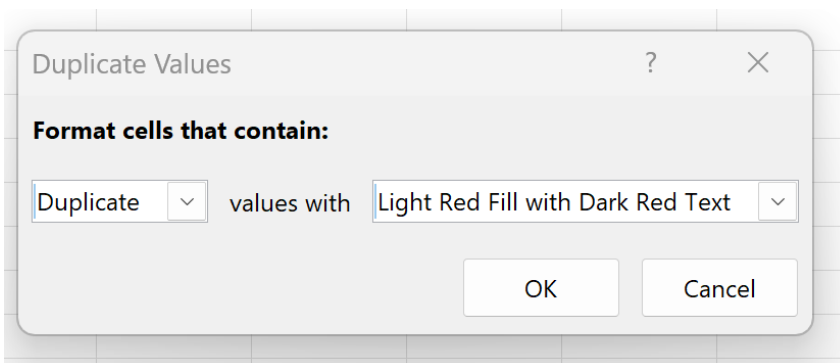 Duplicate Values ?
Format cells that contain:
Duplicate values with Light Red Fill with Dark Red Text
OK Cancel